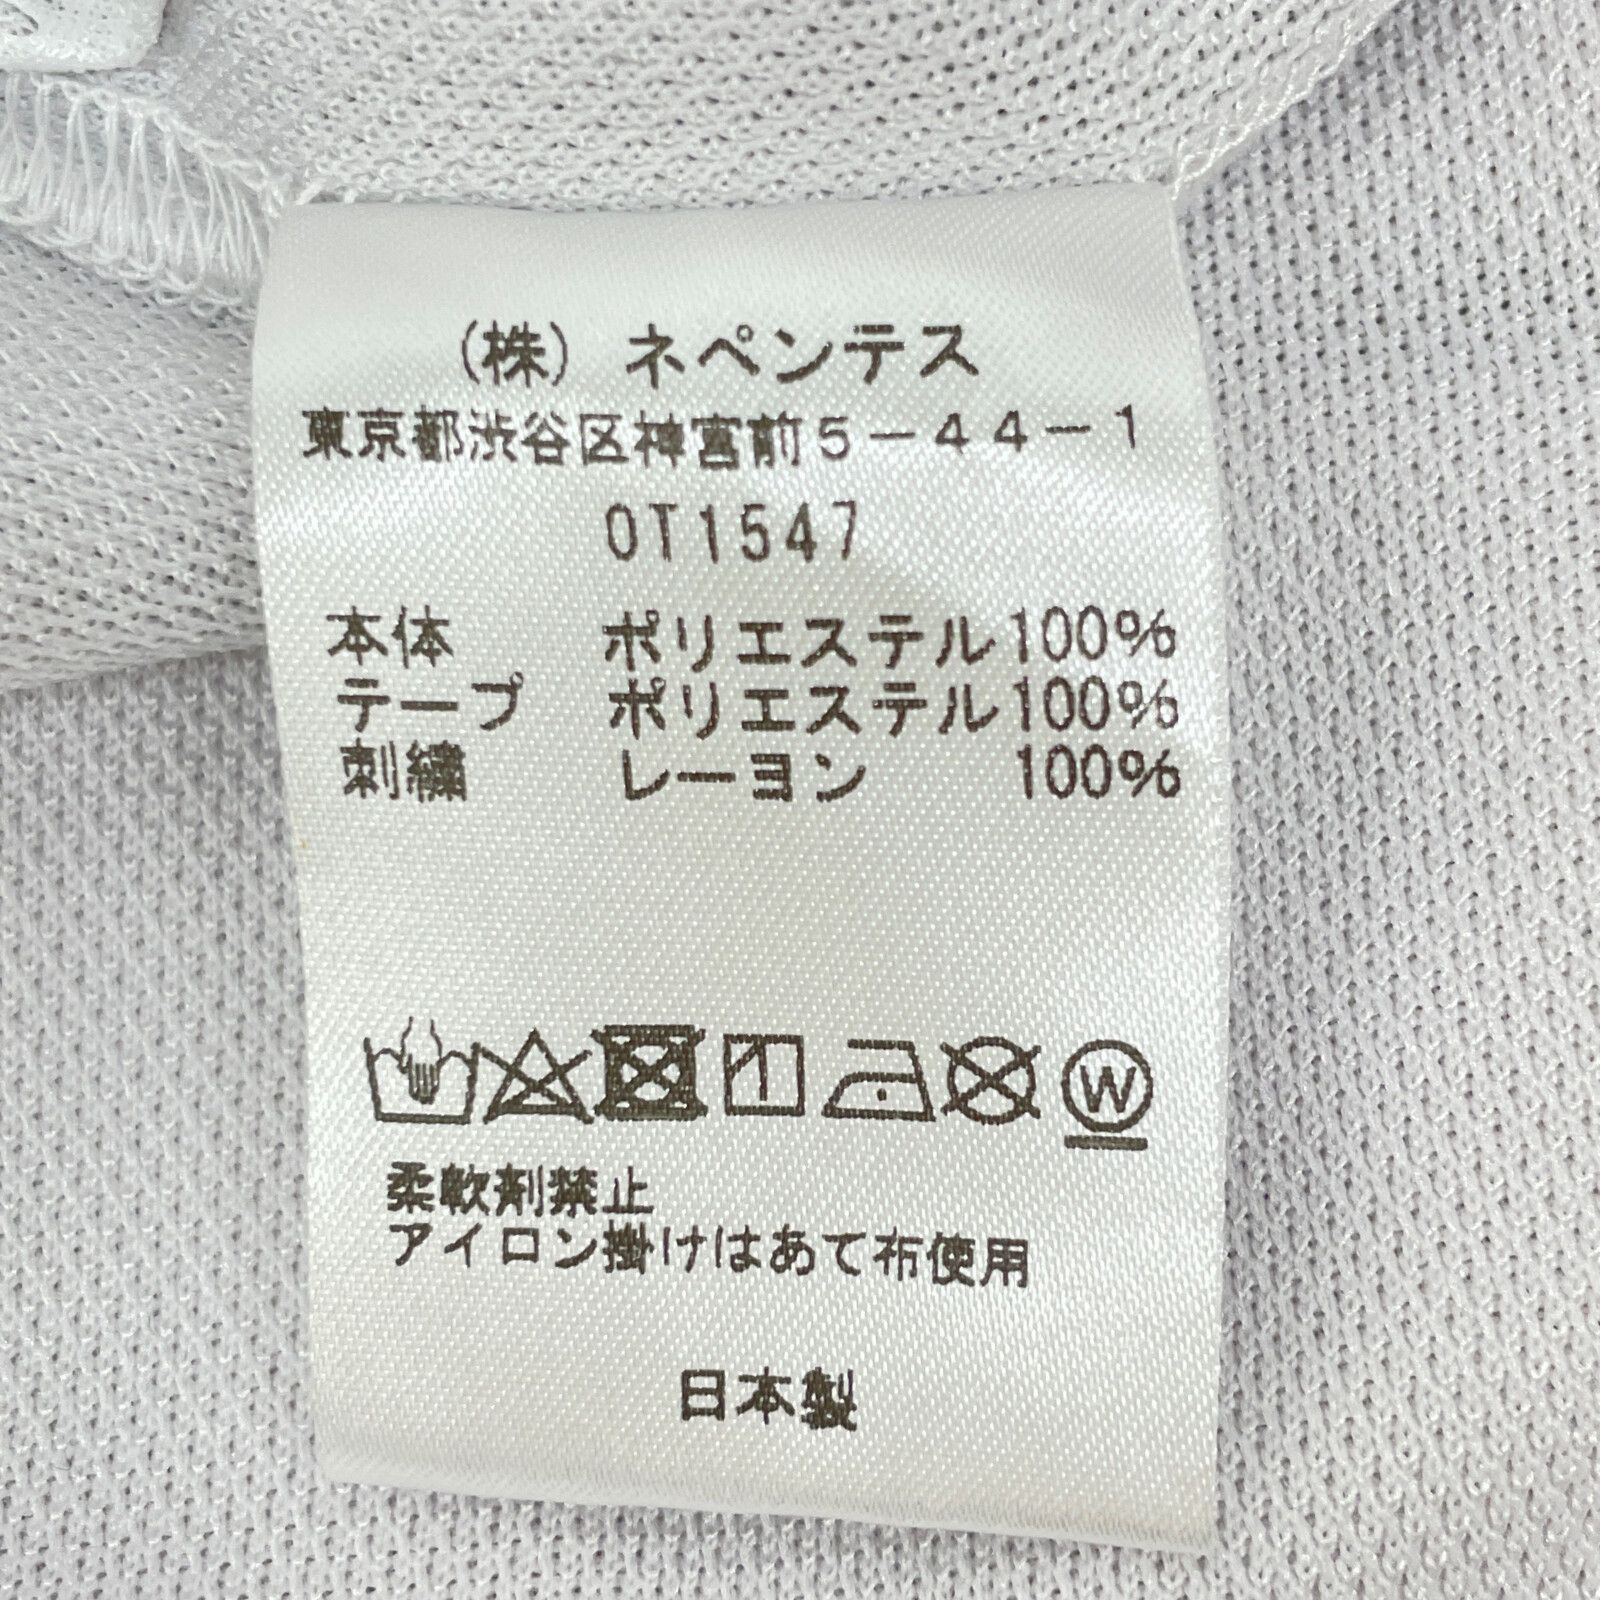 (株) ネペンテス
東京都渋谷区神宮前5-44-1
OT1547
本体 ポリエステル100%
テープ ポリエステル100%
刺繍 レーヨン 100%
W
柔軟剤禁止
アイロン掛けはあて布使用
日本製